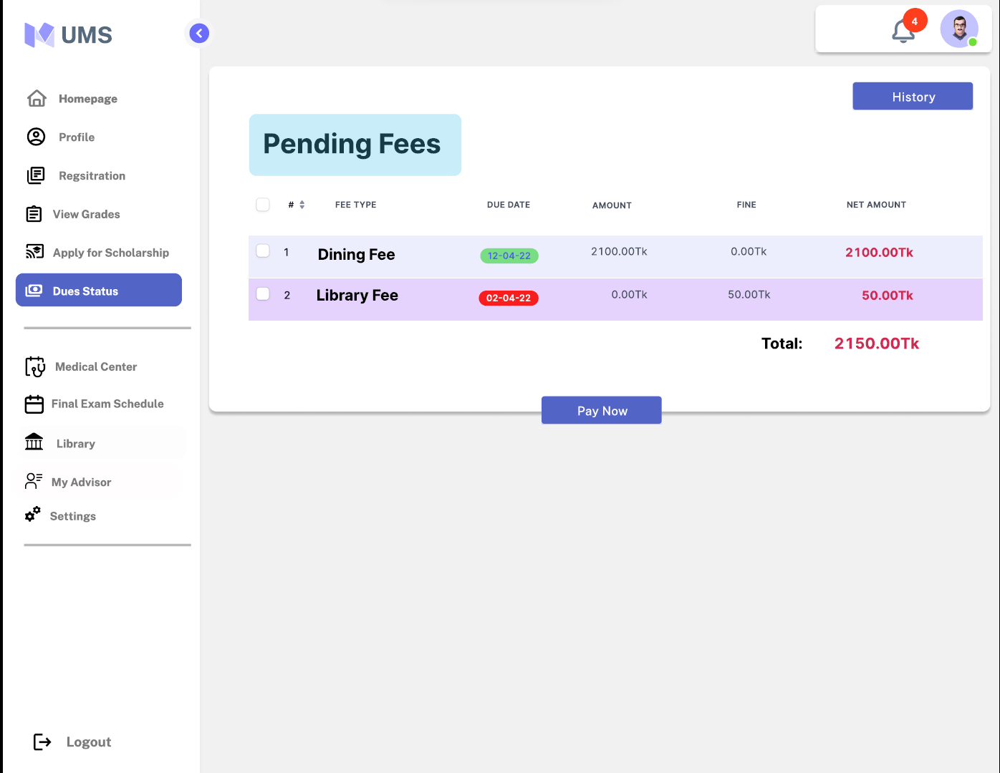 UMS
4
Homepage
Profile
Regsitration
View Grades
Apply for Scholarship
Dues Status
Medical Center
Final Exam Schedule
Library
My Advisor
Settings
Logout
History
Pending Fees
# FEE TYPE DUE DATE AMOUNT FINE NET AMOUNT
1 Dining Fee 12-04-22 2100.00Tk 0.00Tk 2100.00Tk
2 Library Fee 02-04-22 0.00Tk 50.00Tk 50.00Tk
Total: 2150.00Tk
Pay Now